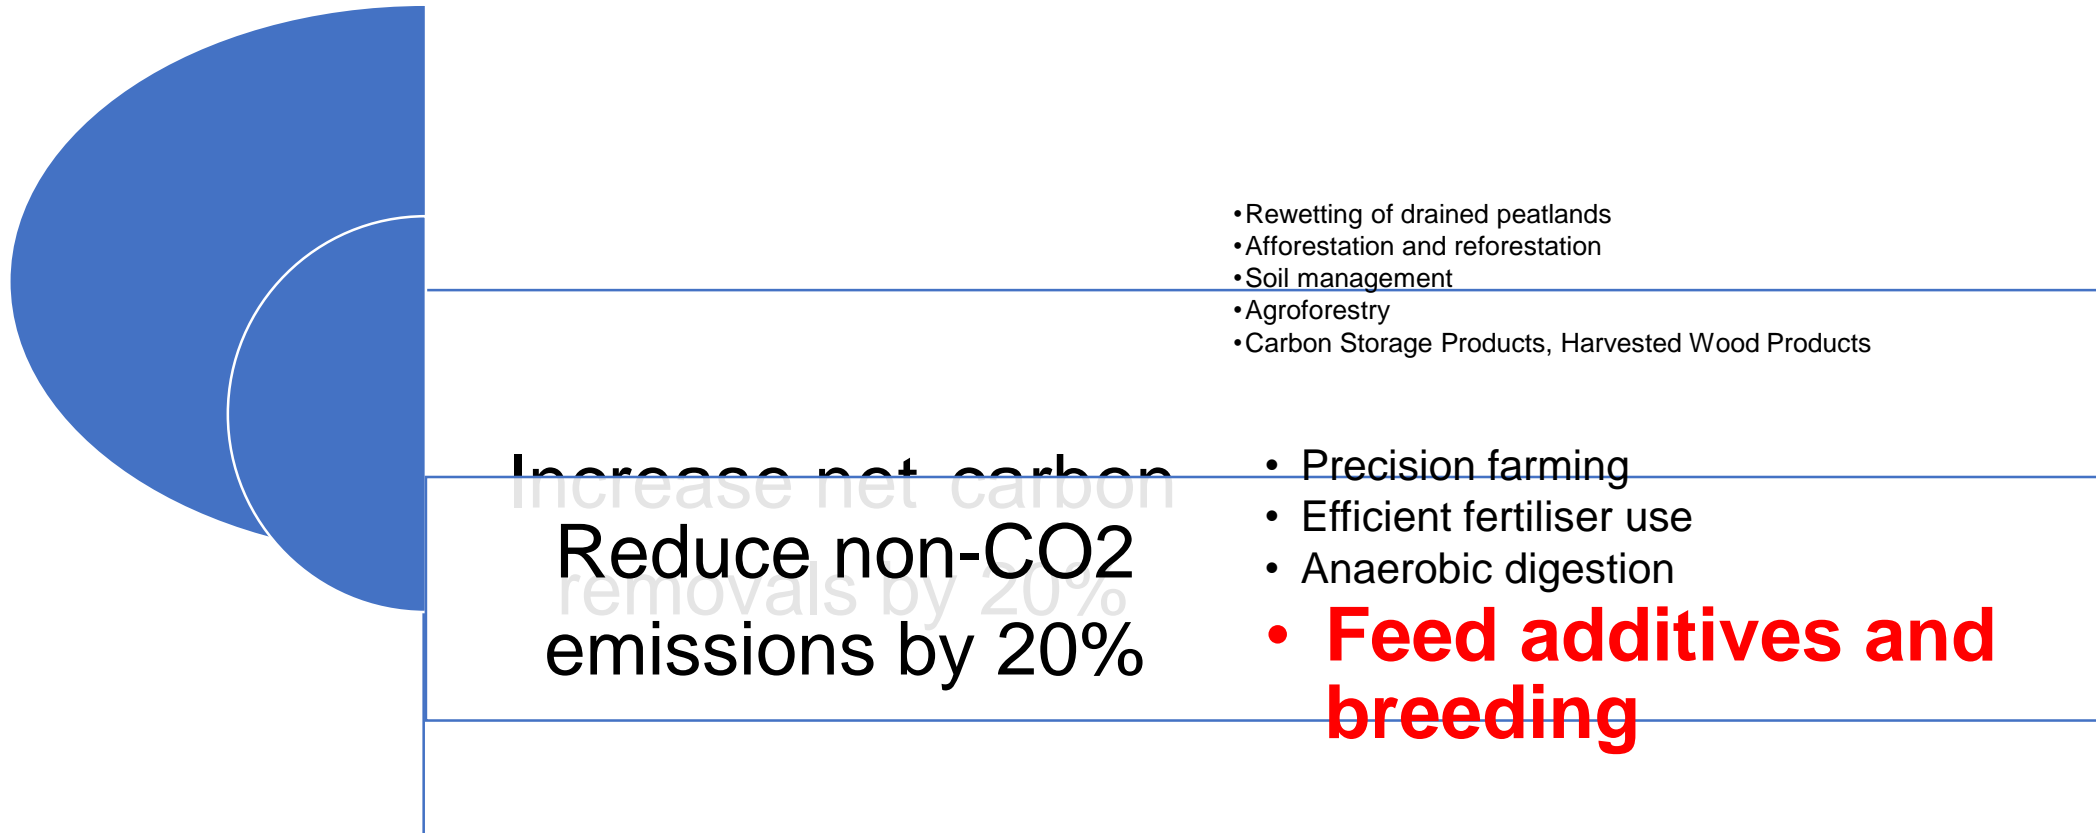 •Rewetting of drained peatlands
•Afforestation and reforestation
•Soil management
•Agroforestry
•Carbon Storage Products, Harvested Wood Products
Increase net carbon
removals by 20%
Reduce non-CO2
emissions by 20%
• Precision farming
• Efficient fertiliser use
• Anaerobic digestion
• Feed additives and
breeding